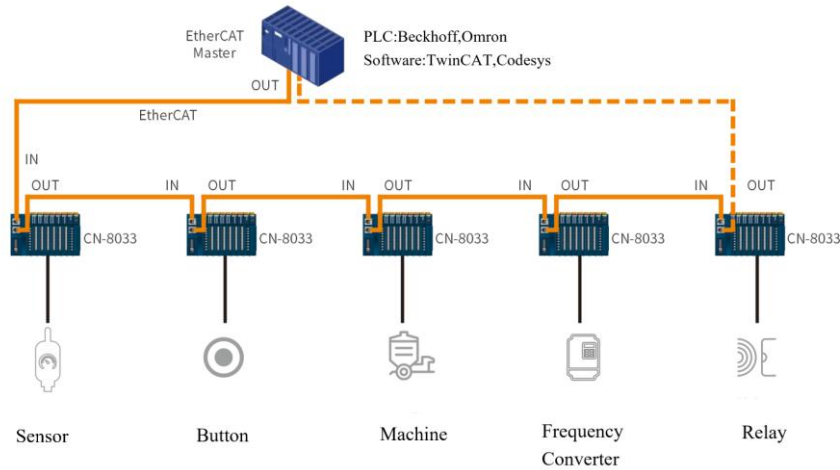 EtherCAT
Master
PLC:Beckhoff,Omron
Software:TwinCAT,Codesys
OUT
EtherCAT
IN
OUT
IN
OUT
IN
OUT
IN
OUT
IN
OUT
CN-8033
CN-8033
CN-8033
CN-8033
CN-8033
Sensor
Button
Machine
Frequency
Converter
Relay